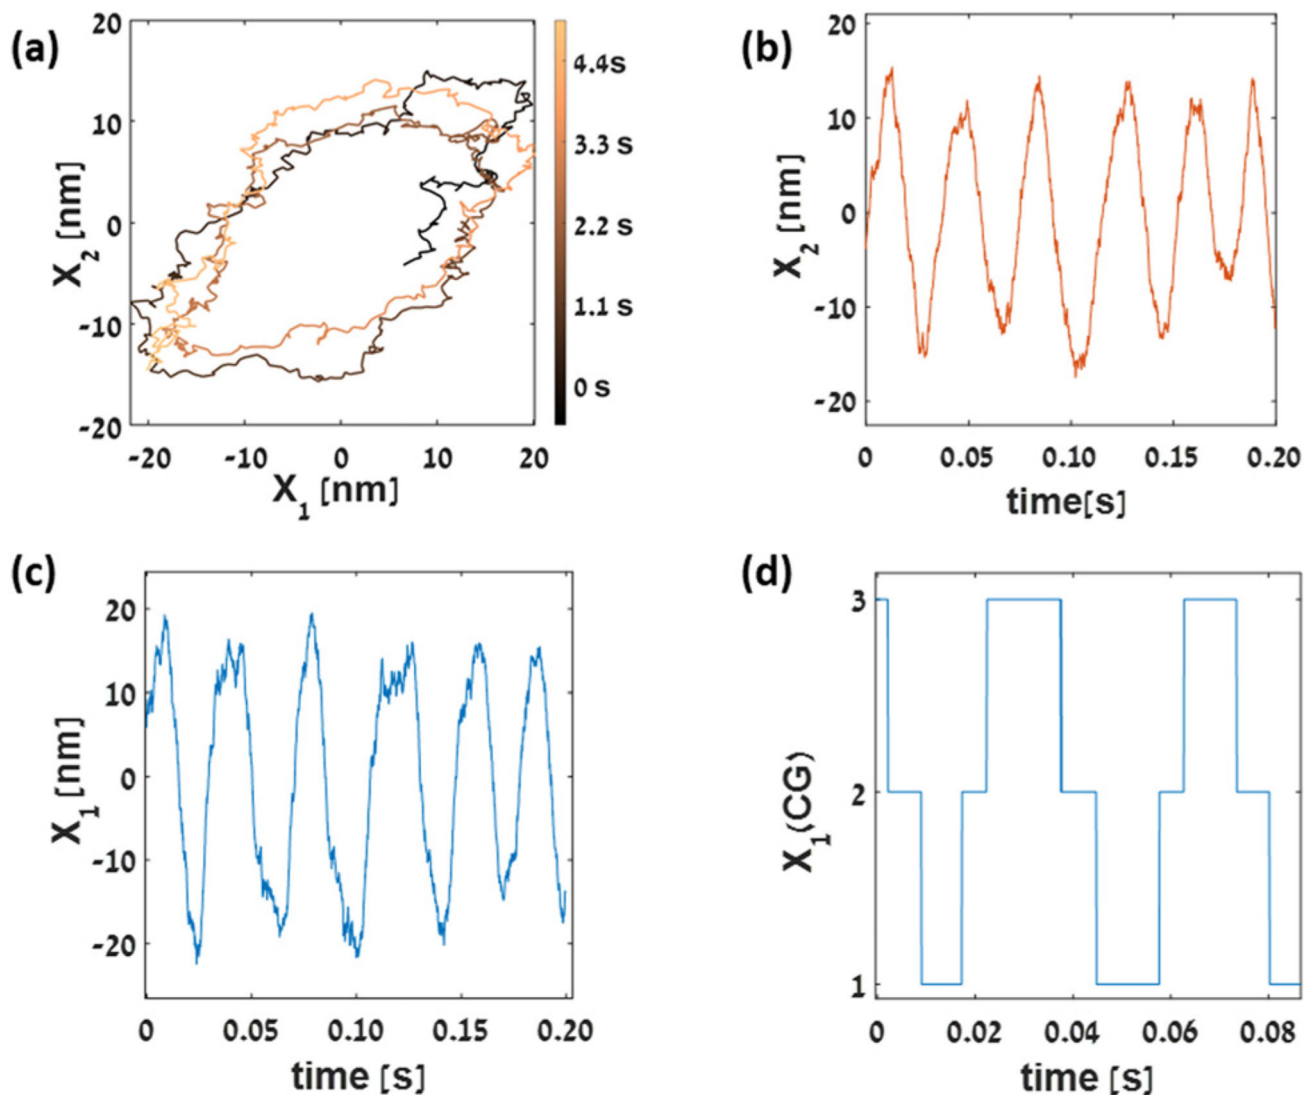 (a)
20
10
0
-10
-20
X2 [nm]
-20 -10 0 10 20
X1 [nm]
4.4s
3.3 s
2.2 s
1.1 s
0 s
(b)
20
10
0
-10
-20
X2 [nm]
0 0.05 0.10 0.15 0.20
time[s]
(c)
20
10
0
-10
-20
X1 [nm]
0 0.05 0.10 0.15 0.20
time [s]
(d)
3
2
1
X1(CG)
0 0.02 0.04 0.06 0.08
time [s]